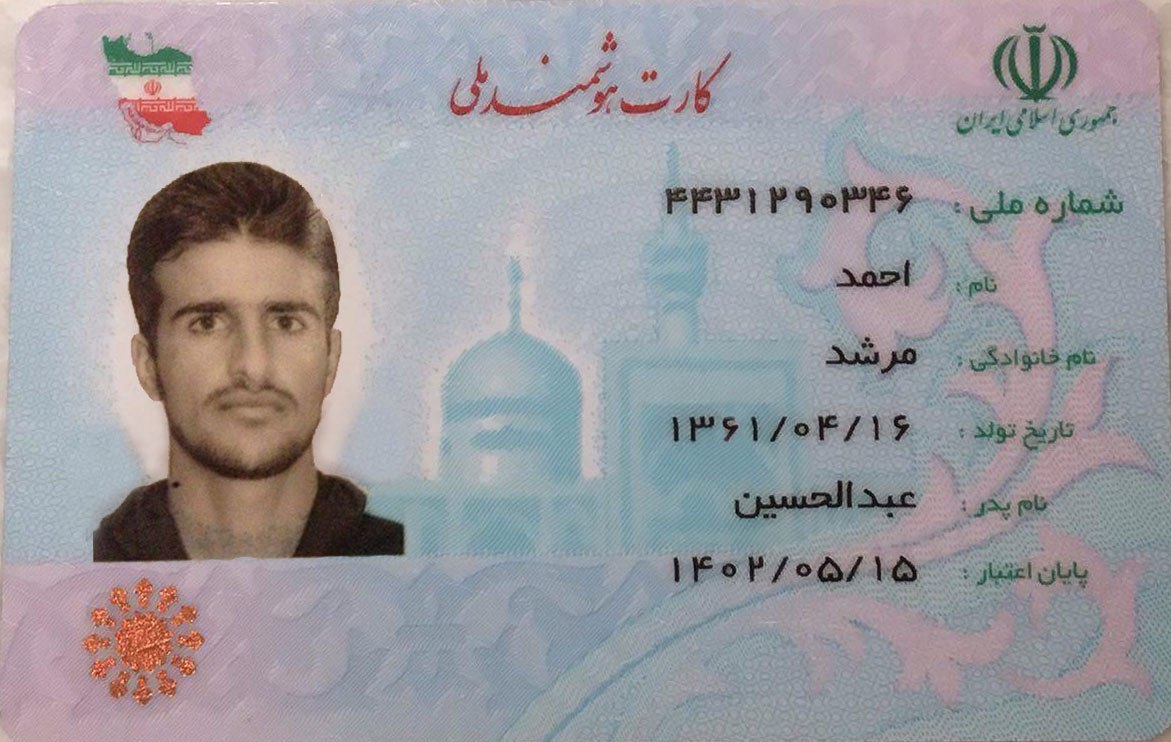 کارت هوشمند ملی
جمهوری اسلامی ایران
شماره ملی : ۴۴۳۱۲۹۰۳۴۶
نام : احمد
نام خانوادگی : مرشد
تاریخ تولد : ۱۳۶۱/۰۴/۱۶
نام پدر : عبدالحسین
پایان اعتبار : ۱۴۰۲/۰۵/۱۵